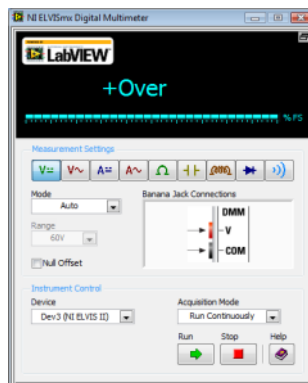 NI ELVISmx Digital Multimeter
LabVIEW
+Over
% FS
Measurement Settings
V= V~ A= A~ Ω
Mode
Banana Jack Connections
Auto
DMM
Range
V
60V
COM
Null Offset
Instrument Control
Device
Acquisition Mode
Dev3 (NI ELVIS II)
Run Continuously
Run Stop Help